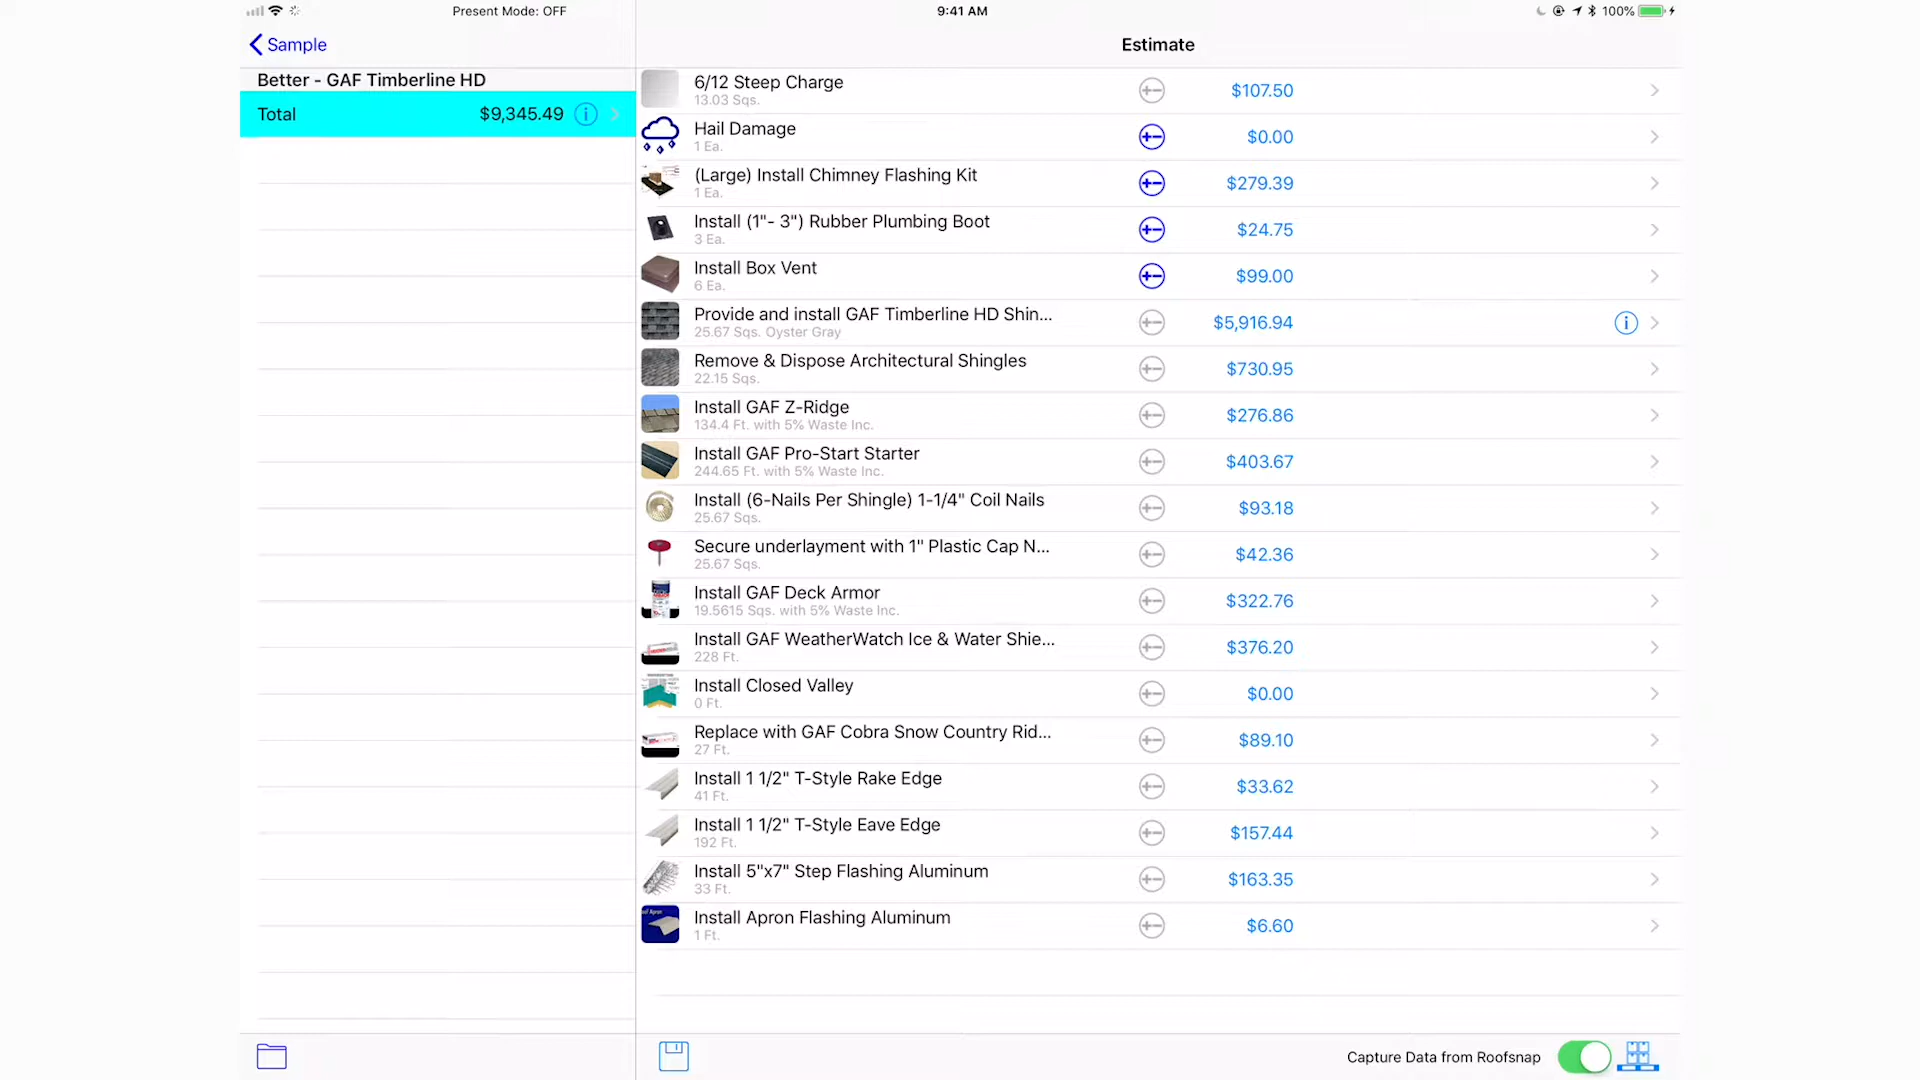 Present Mode: OFF
9:41 AM
100%
Sample
Estimate
Better - GAF Timberline HD
Total $9,345.49
6/12 Steep Charge $107.50
13.03 Sqs.
Hail Damage $0.00
1 Ea.
(Large) Install Chimney Flashing Kit $279.39
1 Ea.
Install (1"- 3") Rubber Plumbing Boot $24.75
3 Ea.
Install Box Vent $99.00
6 Ea.
Provide and install GAF Timberline HD Shin... $5,916.94
25.67 Sqs. Oyster Gray
Remove & Dispose Architectural Shingles $730.95
22.15 Sqs.
Install GAF Z-Ridge $276.86
134.4 Ft. with 5% Waste Inc.
Install GAF Pro-Start Starter $403.67
244.65 Ft. with 5% Waste Inc.
Install (6-Nails Per Shingle) 1-1/4" Coil Nails $93.18
25.67 Sqs.
Secure underlayment with 1" Plastic Cap N... $42.36
25.67 Sqs.
Install GAF Deck Armor $322.76
19.5615 Sqs. with 5% Waste Inc.
Install GAF WeatherWatch Ice & Water Shie... $376.20
228 Ft.
Install Closed Valley $0.00
0 Ft.
Replace with GAF Cobra Snow Country Rid... $89.10
27 Ft.
Install 1 1/2" T-Style Rake Edge $33.62
41 Ft.
Install 1 1/2" T-Style Eave Edge $157.44
192 Ft.
Install 5"x7" Step Flashing Aluminum $163.35
33 Ft.
Install Apron Flashing Aluminum $6.60
1 Ft.
Capture Data from Roofsnap